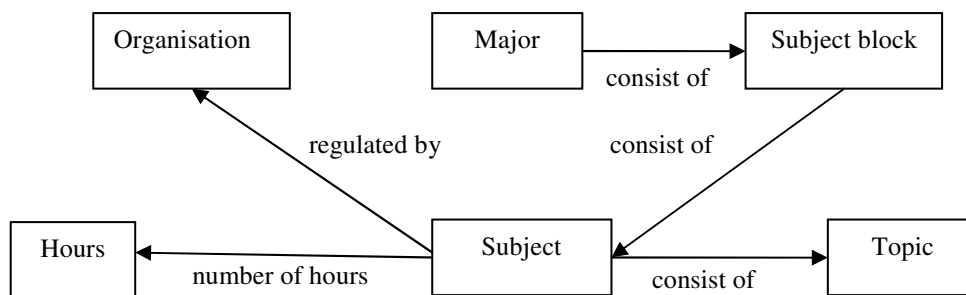 Organisation
Major
Subject block
consist of
regulated by
consist of
Hours
Subject
Topic
number of hours
consist of